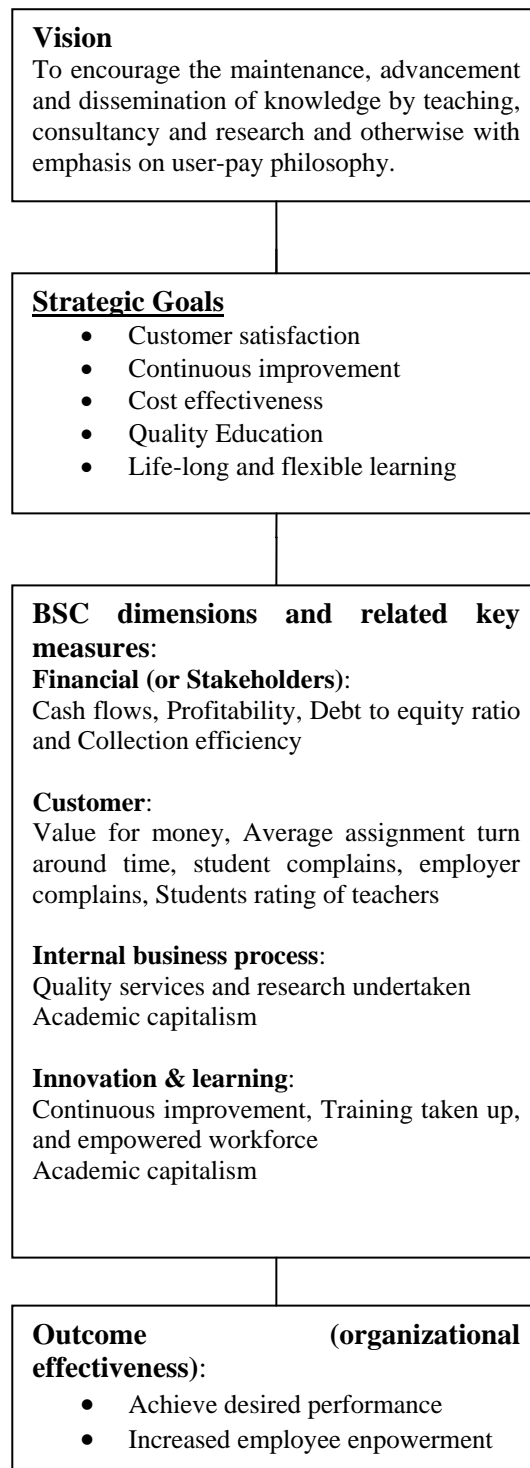 Vision
To encourage the maintenance, advancement
and dissemination of knowledge by teaching,
consultancy and research and otherwise with
emphasis on user-pay philosophy.
Strategic Goals
• Customer satisfaction
• Continuous improvement
• Cost effectiveness
• Quality Education
• Life-long and flexible learning
BSC dimensions and related key
measures:
Financial (or Stakeholders):
Cash flows, Profitability, Debt to equity ratio
and Collection efficiency
Customer:
Value for money, Average assignment turn
around time, student complains, employer
complains, Students rating of teachers
Internal business process:
Quality services and research undertaken
Academic capitalism
Innovation & learning:
Continuous improvement, Training taken up,
and empowered workforce
Academic capitalism
Outcome (organizational
effectiveness):
• Achieve desired performance
• Increased employee enpowerment